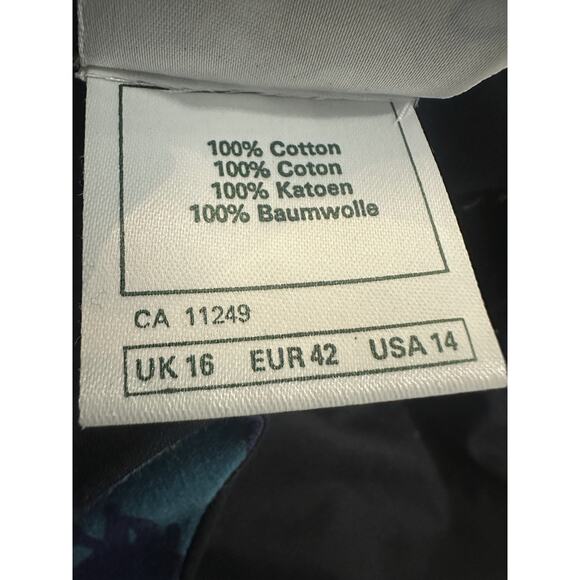 100% Cotton
100% Coton
100% Katoen
100% Baumwolle
CA 11249
UK 16 EUR 42 USA 14